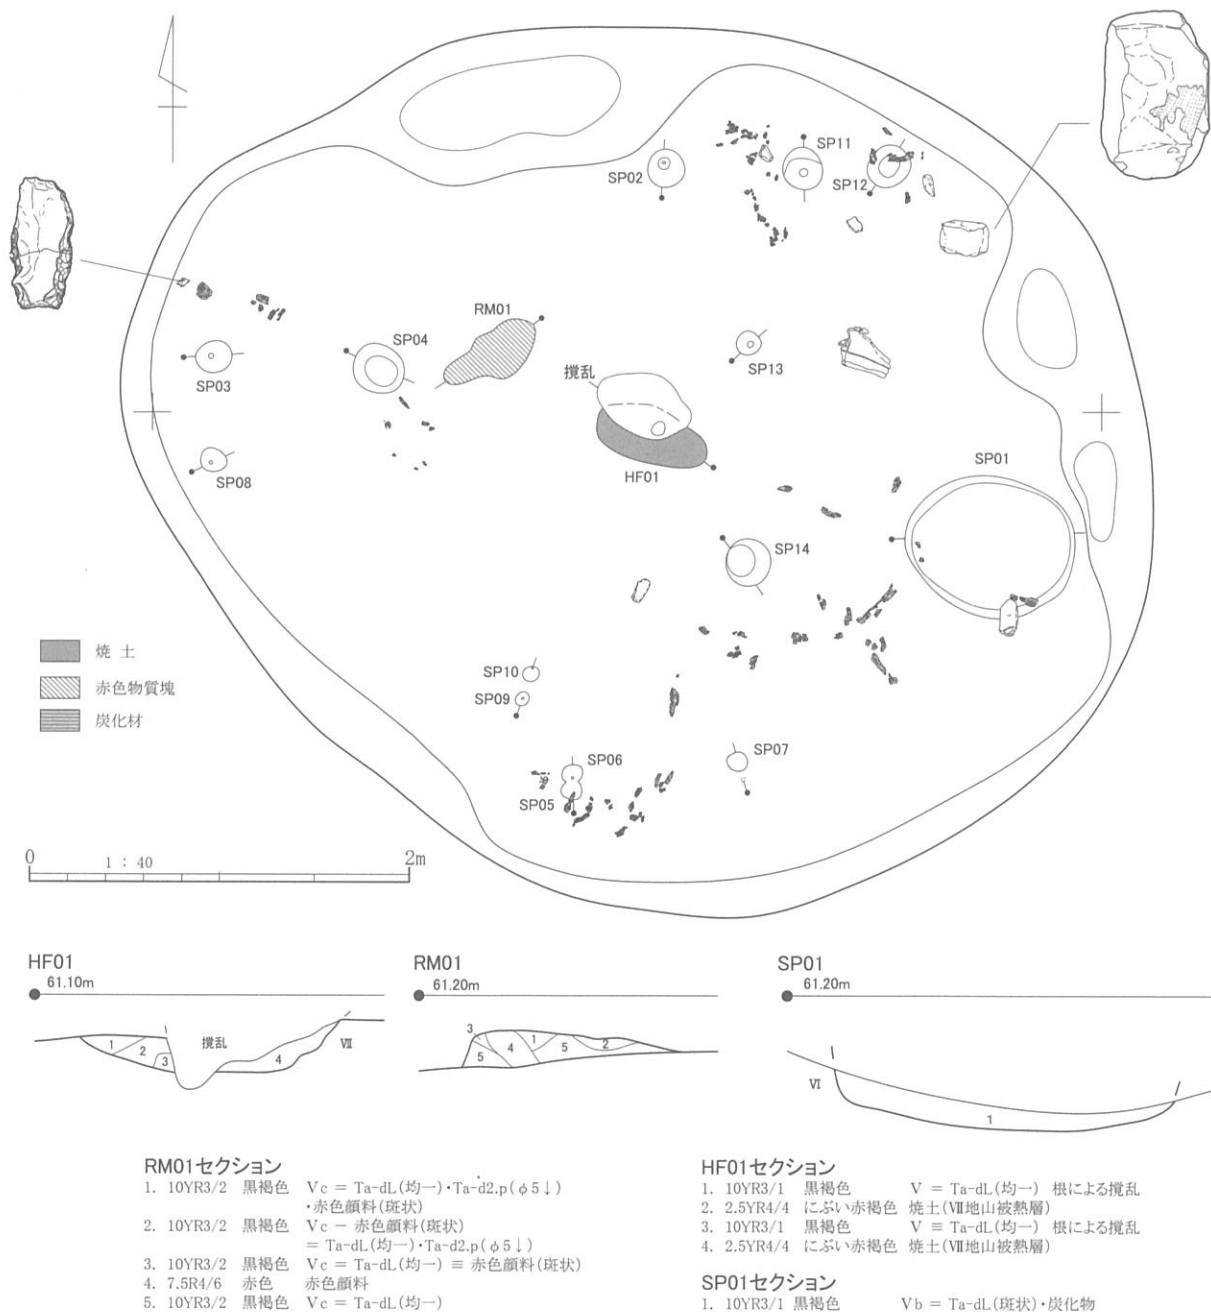 SP11
SP02
SP12
RM01
SP04
SP03
SP13
撹乱
SP08
HF01
SP01
SP14
焼 土
赤色物質塊
炭化材
SP10
SP09
SP06
SP07
SP05
0 1 : 40 2m
HF01
61.10m
1 2 3 撹乱 4 Ⅶ
RM01
61.20m
3 5 4 1 5 2
SP01
61.20m
Ⅵ 1
RM01セクション
1. 10YR3/2 黒褐色 Ⅴc = Ta-dL(均一)・Ta-d2.p(φ5↓)
・赤色顔料(斑状)
2. 10YR3/2 黒褐色 Ⅴc − 赤色顔料(斑状)
= Ta-dL(均一)・Ta-d2.p(φ5↓)
3. 10YR3/2 黒褐色 Ⅴc = Ta-dL(均一) ≡ 赤色顔料(斑状)
4. 7.5R4/6 赤色 赤色顔料
5. 10YR3/2 黒褐色 Ⅴc = Ta-dL(均一)
HF01セクション
1. 10YR3/1 黒褐色 Ⅴ = Ta-dL(均一) 根による撹乱
2. 2.5YR4/4 にぶい赤褐色 焼土(Ⅶ地山被熱層)
3. 10YR3/1 黒褐色 Ⅴ ≡ Ta-dL(均一) 根による撹乱
4. 2.5YR4/4 にぶい赤褐色 焼土(Ⅶ地山被熱層)
SP01セクション
1. 10YR3/1 黒褐色 Ⅴb = Ta-dL(斑状)・炭化物